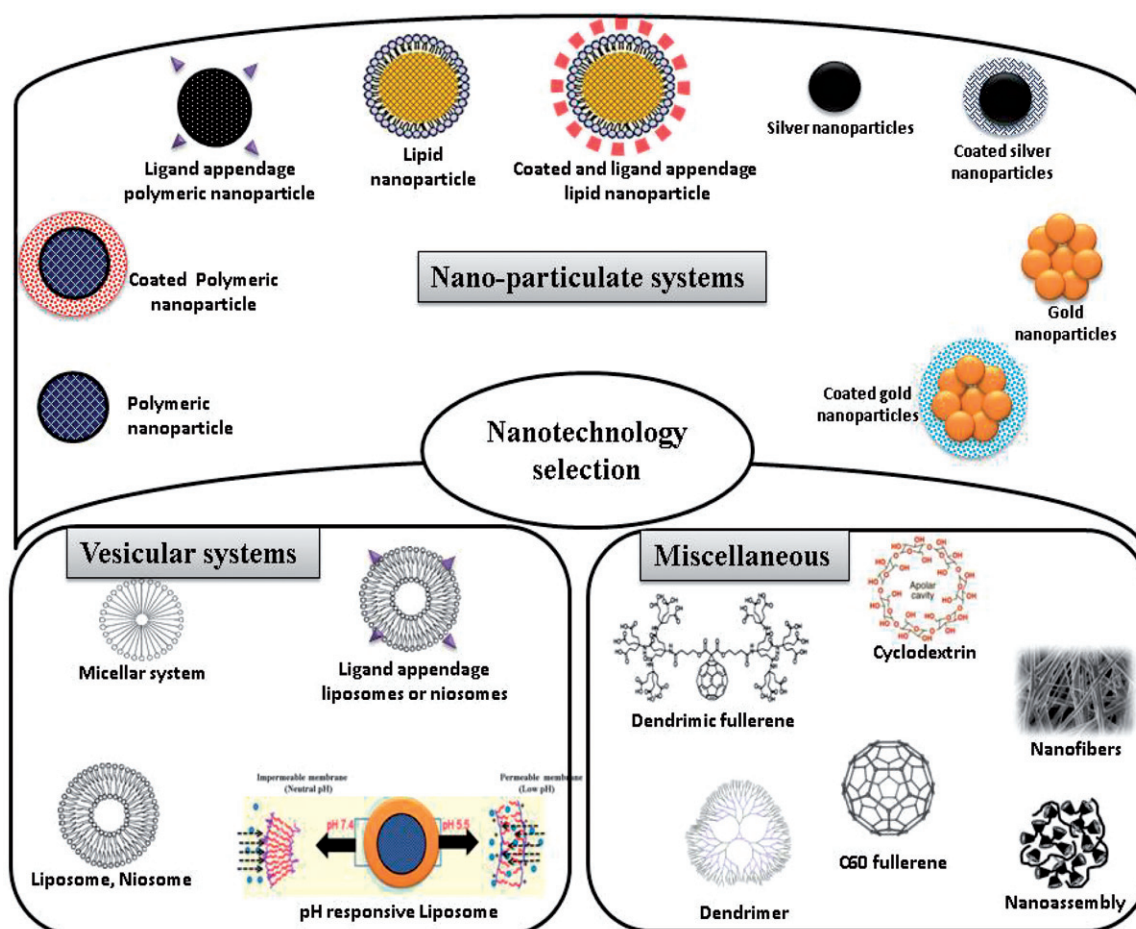 Ligand appendage
polymeric nanoparticle
Lipid
nanoparticle
Coated and ligand appendage
lipid nanoparticle
Silver nanoparticles
Coated silver
nanoparticles
Coated Polymeric
nanoparticle
Nano-particulate systems
Gold
nanoparticles
Polymeric
nanoparticle
Coated gold
nanoparticles
Nanotechnology
selection
Vesicular systems
Micellar system
Ligand appendage
liposomes or niosomes
Liposome, Niosome
Impermeable membrane
(Neutral pH)
Permeable membrane
(Low pH)
pH 7.4
pH 5.5
pH responsive Liposome
Miscellaneous
Apolar
cavity
Cyclodextrin
Dendrimic fullerene
Nanofibers
C60 fullerene
Dendrimer
Nanoassembly